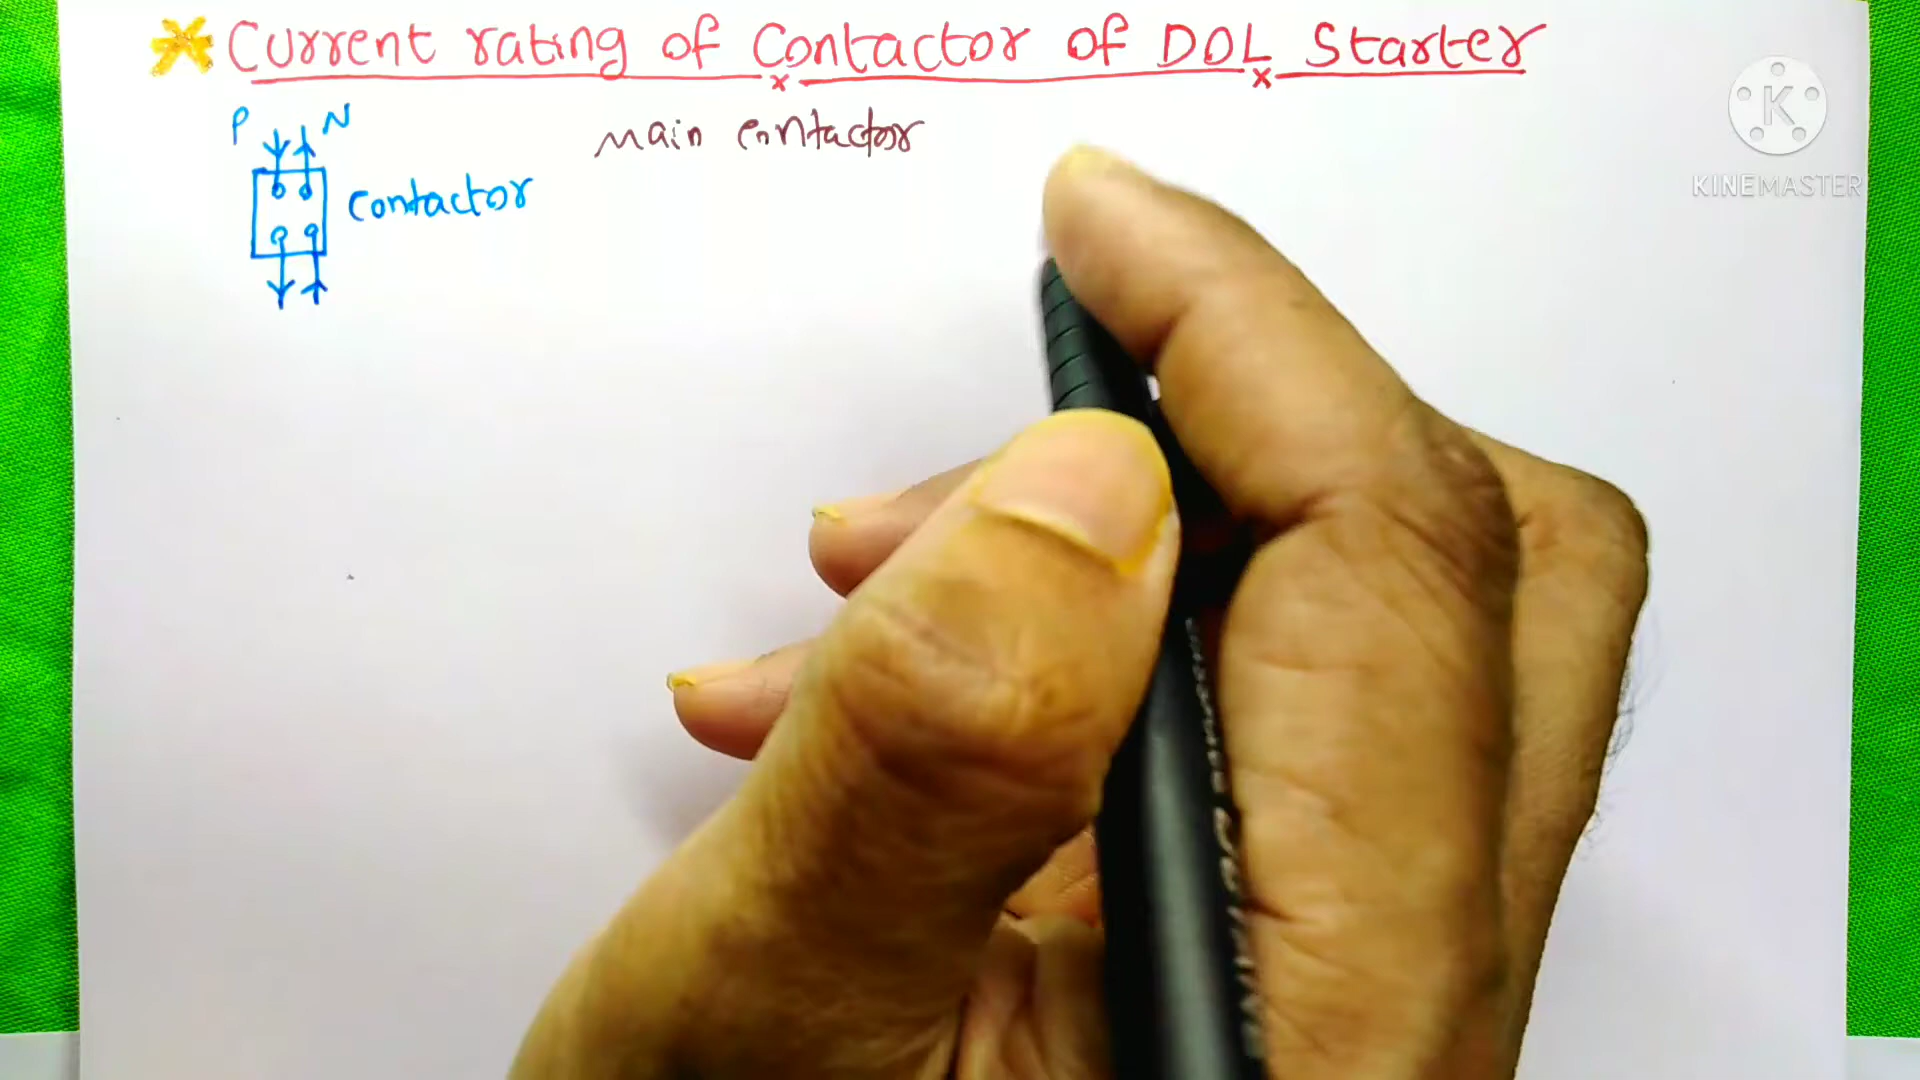 Current rating of Contactor of DOL Starter
P N
Main contactor
Contactor
K
KINEMASTER